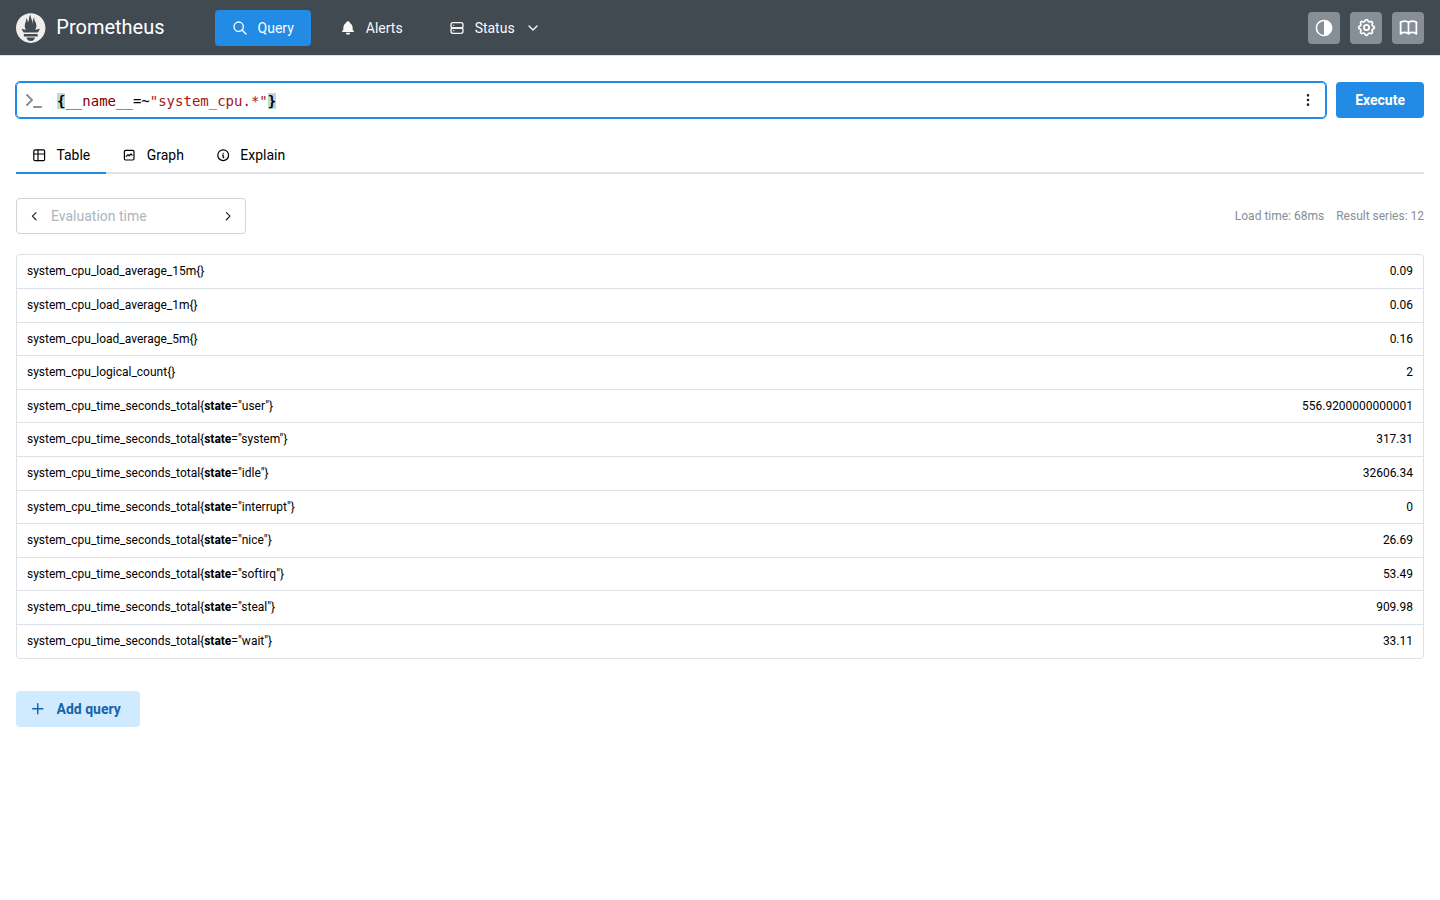 Prometheus Query Alerts Status
>_ {__name__=~"system_cpu.*"} Execute
Table Graph Explain
Evaluation time Load time: 68ms Result series: 12
system_cpu_load_average_15m{} 0.09
system_cpu_load_average_1m{} 0.06
system_cpu_load_average_5m{} 0.16
system_cpu_logical_count{} 2
system_cpu_time_seconds_total{state="user"} 556.9200000000001
system_cpu_time_seconds_total{state="system"} 317.31
system_cpu_time_seconds_total{state="idle"} 32606.34
system_cpu_time_seconds_total{state="interrupt"} 0
system_cpu_time_seconds_total{state="nice"} 26.69
system_cpu_time_seconds_total{state="softirq"} 53.49
system_cpu_time_seconds_total{state="steal"} 909.98
system_cpu_time_seconds_total{state="wait"} 33.11
Add query